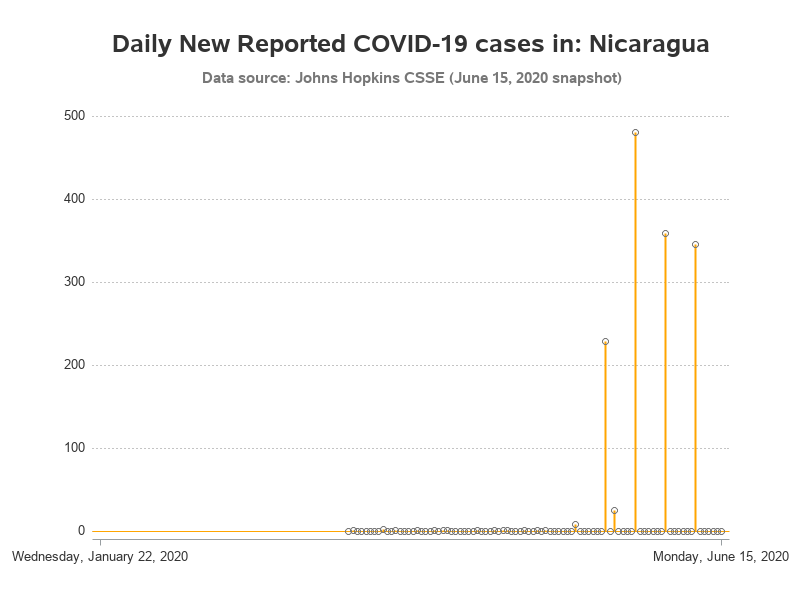 Daily New Reported COVID-19 cases in: Nicaragua
Data source: Johns Hopkins CSSE (June 15, 2020 snapshot)
500
400
300
200
100
0
Wednesday, January 22, 2020
Monday, June 15, 2020